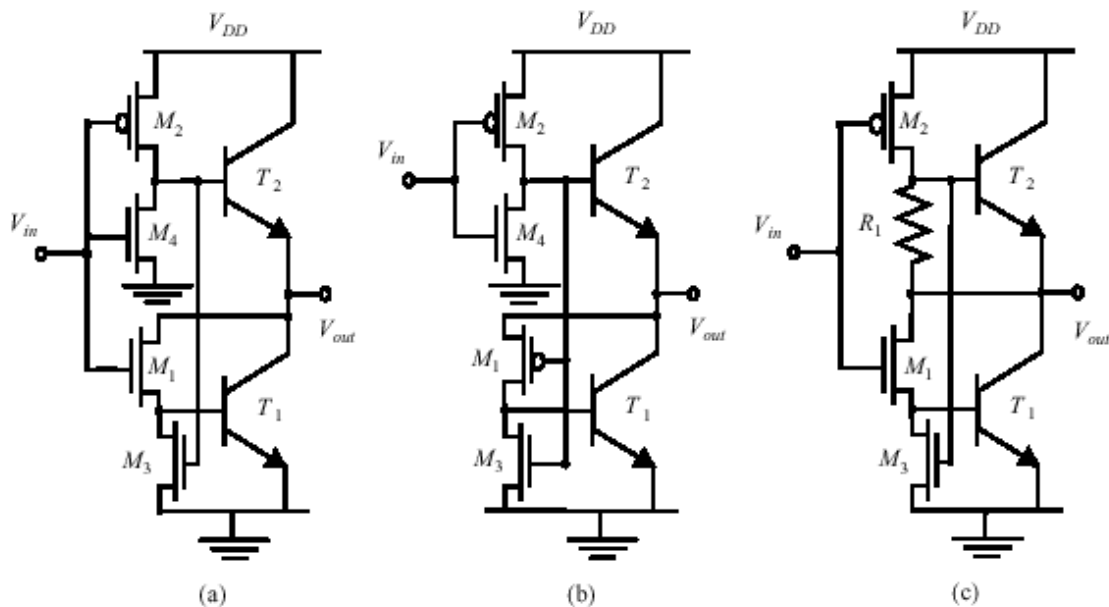 V_DD
M_2
T_2
V_in
M_4
V_out
M_1
T_1
M_3
(a)
V_DD
M_2
V_in
T_2
M_4
V_out
M_1
T_1
M_3
(b)
V_DD
M_2
T_2
V_in
R_1
V_out
M_1
T_1
M_3
(c)